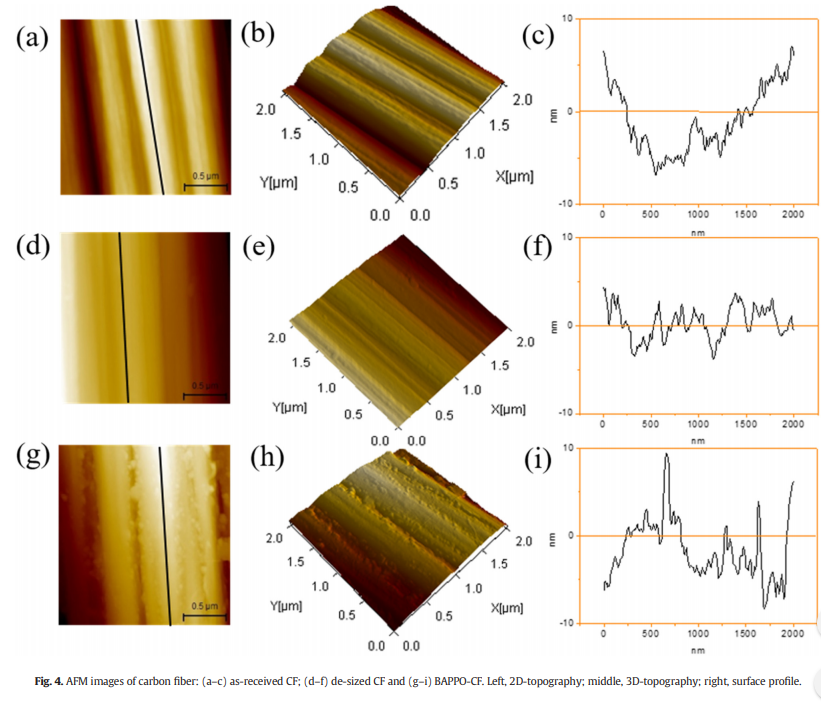 (a)
0.5 µm
(b)
2.0
1.5
1.0
0.5
0.0
Y[µm]
0.0
0.5
1.0
1.5
2.0
X[µm]
(c)
10
0
-10
nm
0
500
1000
1500
2000
nm
(d)
0.5 µm
(e)
2.0
1.5
1.0
0.5
0.0
Y[µm]
0.0
0.5
1.0
1.5
2.0
X[µm]
(f)
10
0
-10
nm
0
500
1000
1500
2000
nm
(g)
0.5 µm
(h)
2.0
1.5
1.0
0.5
0.0
Y[µm]
0.0
0.5
1.0
1.5
2.0
X[µm]
(i)
10
0
-10
nm
0
500
1000
1500
2000
nm
Fig. 4. AFM images of carbon fiber: (a–c) as-received CF; (d–f) de-sized CF and (g–i) BAPPO-CF. Left, 2D-topography; middle, 3D-topography; right, surface profile.